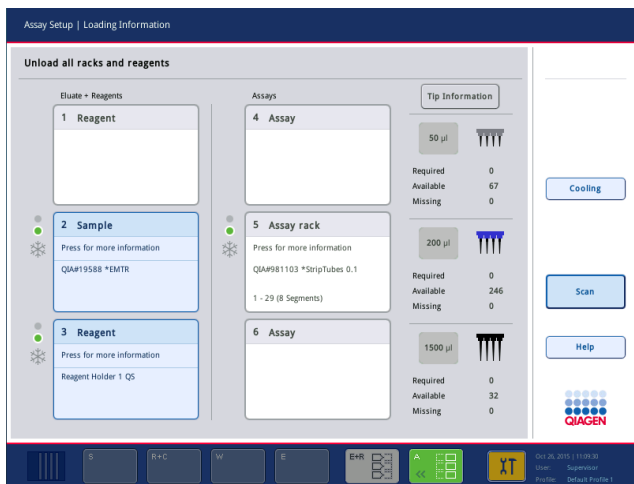 Assay Setup | Loading Information
Unload all racks and reagents
Eluate + Reagents
Assays
Tip Information
1 Reagent
4 Assay
50 µl
Required 0
Available 67
Missing 0
Cooling
2 Sample
Press for more information
QIA#19588 *EMTR
5 Assay rack
Press for more information
QIA#981103 *StripTubes 0.1
1 - 29 (8 Segments)
200 µl
Required 0
Available 246
Missing 0
Scan
3 Reagent
Press for more information
Reagent Holder 1 QS
6 Assay
1500 µl
Required 0
Available 32
Missing 0
Help
QIAGEN
S
R+C
W
E
E+R
A
Oct 26, 2015 | 11:09:30
User: Supervisor
Profile: Default Profile 1